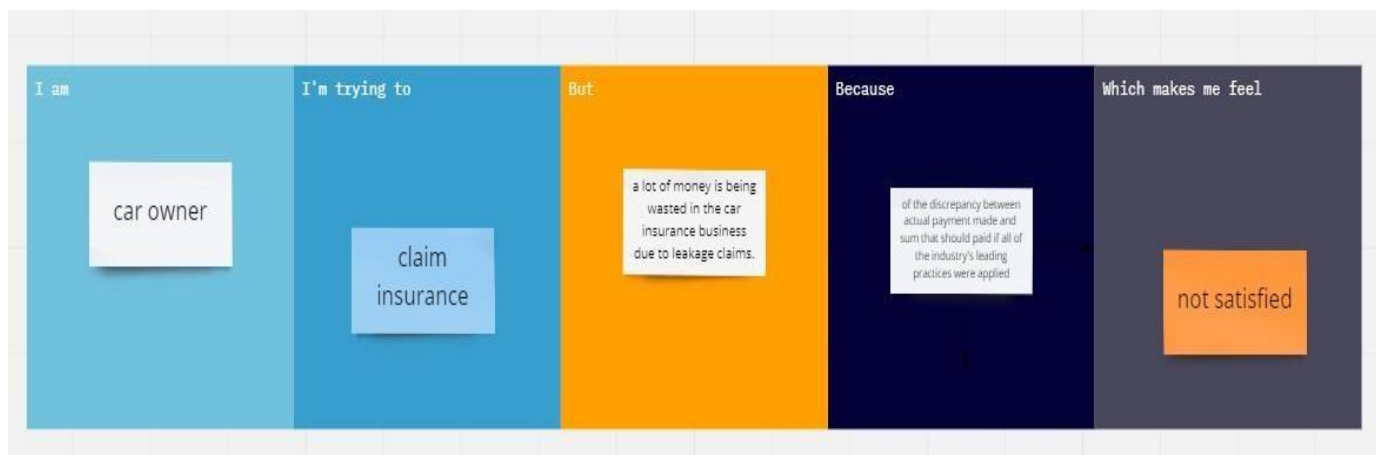 I am
car owner
I'm trying to
claim
insurance
But
a lot of money is being
wasted in the car
insurance business
due to leakage claims.
Because
of the discrepancy between
actual payment made and
sum that should paid if all of
the industry's leading
practices were applied
Which makes me feel
not satisfied